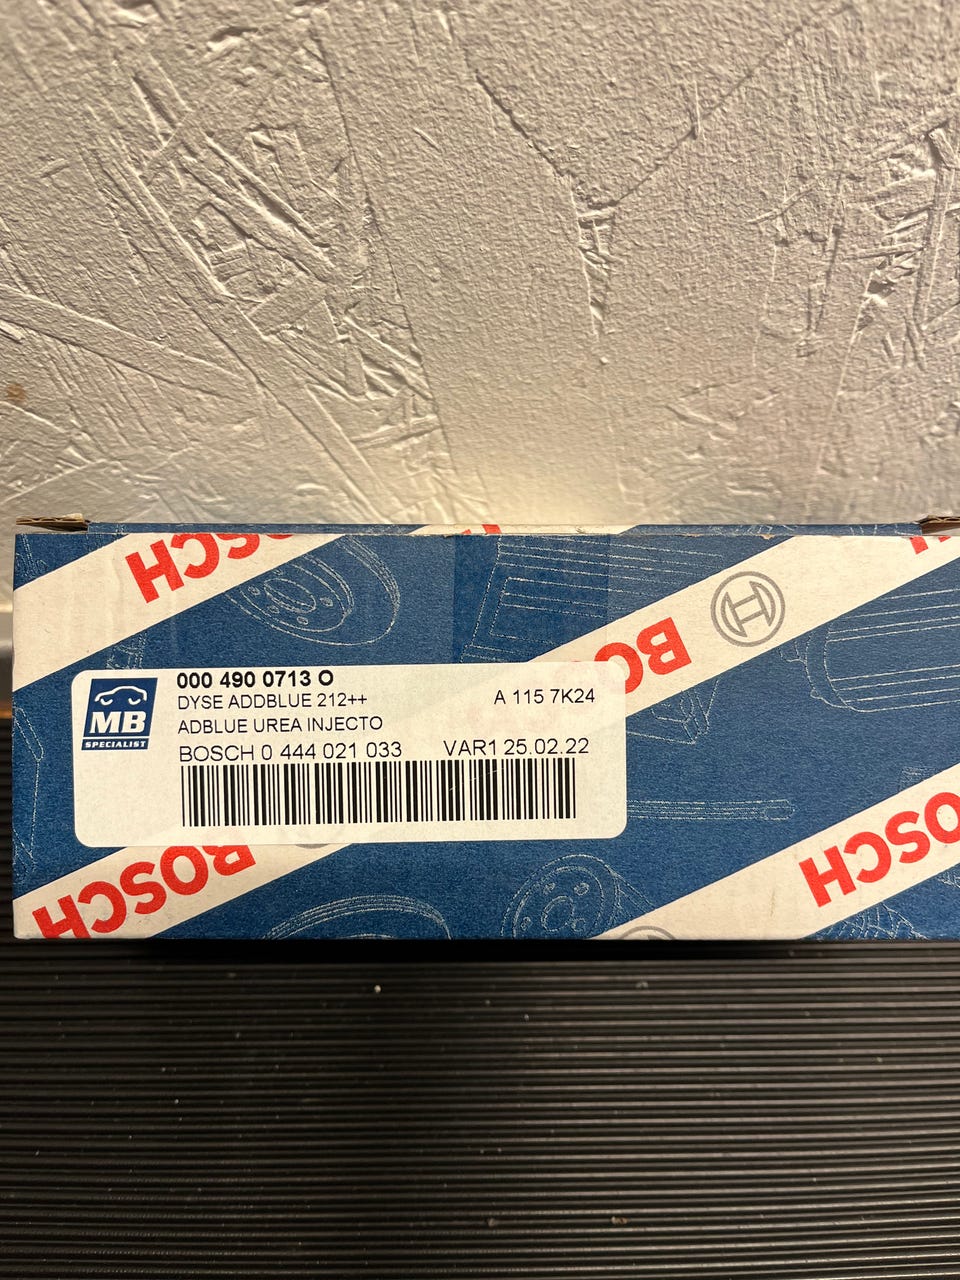 BOSCH
BOSCH
MB
SPECIALIST
000 490 0713 O
DYSE ADDBLUE 212++
A 115 7K24
ADBLUE UREA INJECTO
BOSCH 0 444 021 033
VAR1 25.02.22
BOSCH
BOSCH